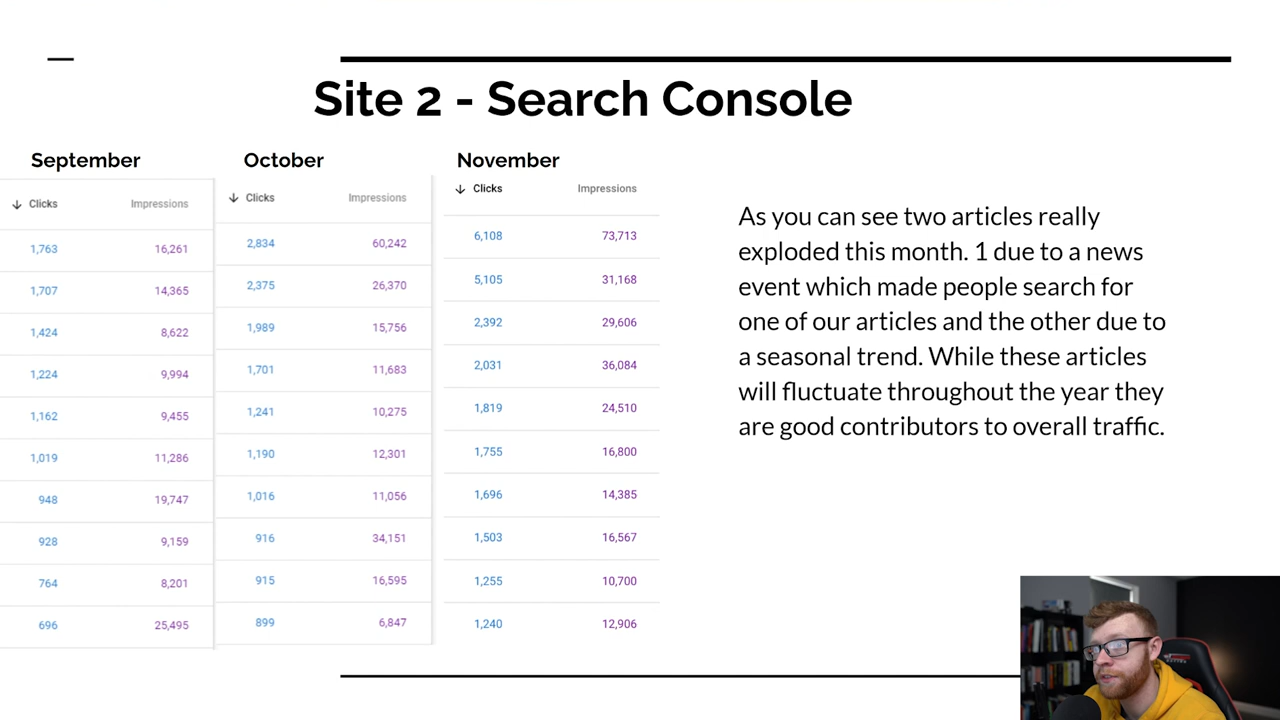 Site 2 - Search Console
September
Clicks Impressions
1,763 16,261
1,707 14,365
1,424 8,622
1,224 9,994
1,162 9,455
1,019 11,286
948 19,747
928 9,159
764 8,201
696 25,495
October
Clicks Impressions
2,834 60,242
2,375 26,370
1,989 15,756
1,701 11,683
1,241 10,275
1,190 12,301
1,016 11,056
916 34,151
915 16,595
899 6,847
November
Clicks Impressions
6,108 73,713
5,105 31,168
2,392 29,606
2,031 36,084
1,819 24,510
1,755 16,800
1,696 14,385
1,503 16,567
1,255 10,700
1,240 12,906
As you can see two articles really
exploded this month. 1 due to a news
event which made people search for
one of our articles and the other due to
a seasonal trend. While these articles
will fluctuate throughout the year they
are good contributors to overall traffic.